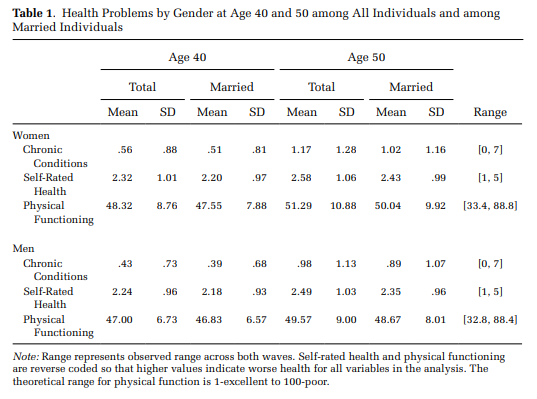 Table 1. Health Problems by Gender at Age 40 and 50 among All Individuals and among
Married Individuals
Age 40 Age 50
Total Married Total Married
Mean SD Mean SD Mean SD Mean SD Range
Women
Chronic .56 .88 .51 .81 1.17 1.28 1.02 1.16 [0, 7]
Conditions
Self-Rated 2.32 1.01 2.20 .97 2.58 1.06 2.43 .99 [1, 5]
Health
Physical 48.32 8.76 47.55 7.88 51.29 10.88 50.04 9.92 [33.4, 88.8]
Functioning
Men
Chronic .43 .73 .39 .68 .98 1.13 .89 1.07 [0, 7]
Conditions
Self-Rated 2.24 .96 2.18 .93 2.49 1.03 2.35 .96 [1, 5]
Health
Physical 47.00 6.73 46.83 6.57 49.57 9.00 48.67 8.01 [32.8, 88.4]
Functioning
Note: Range represents observed range across both waves. Self-rated health and physical functioning
are reverse coded so that higher values indicate worse health for all variables in the analysis. The
theoretical range for physical function is 1-excellent to 100-poor.